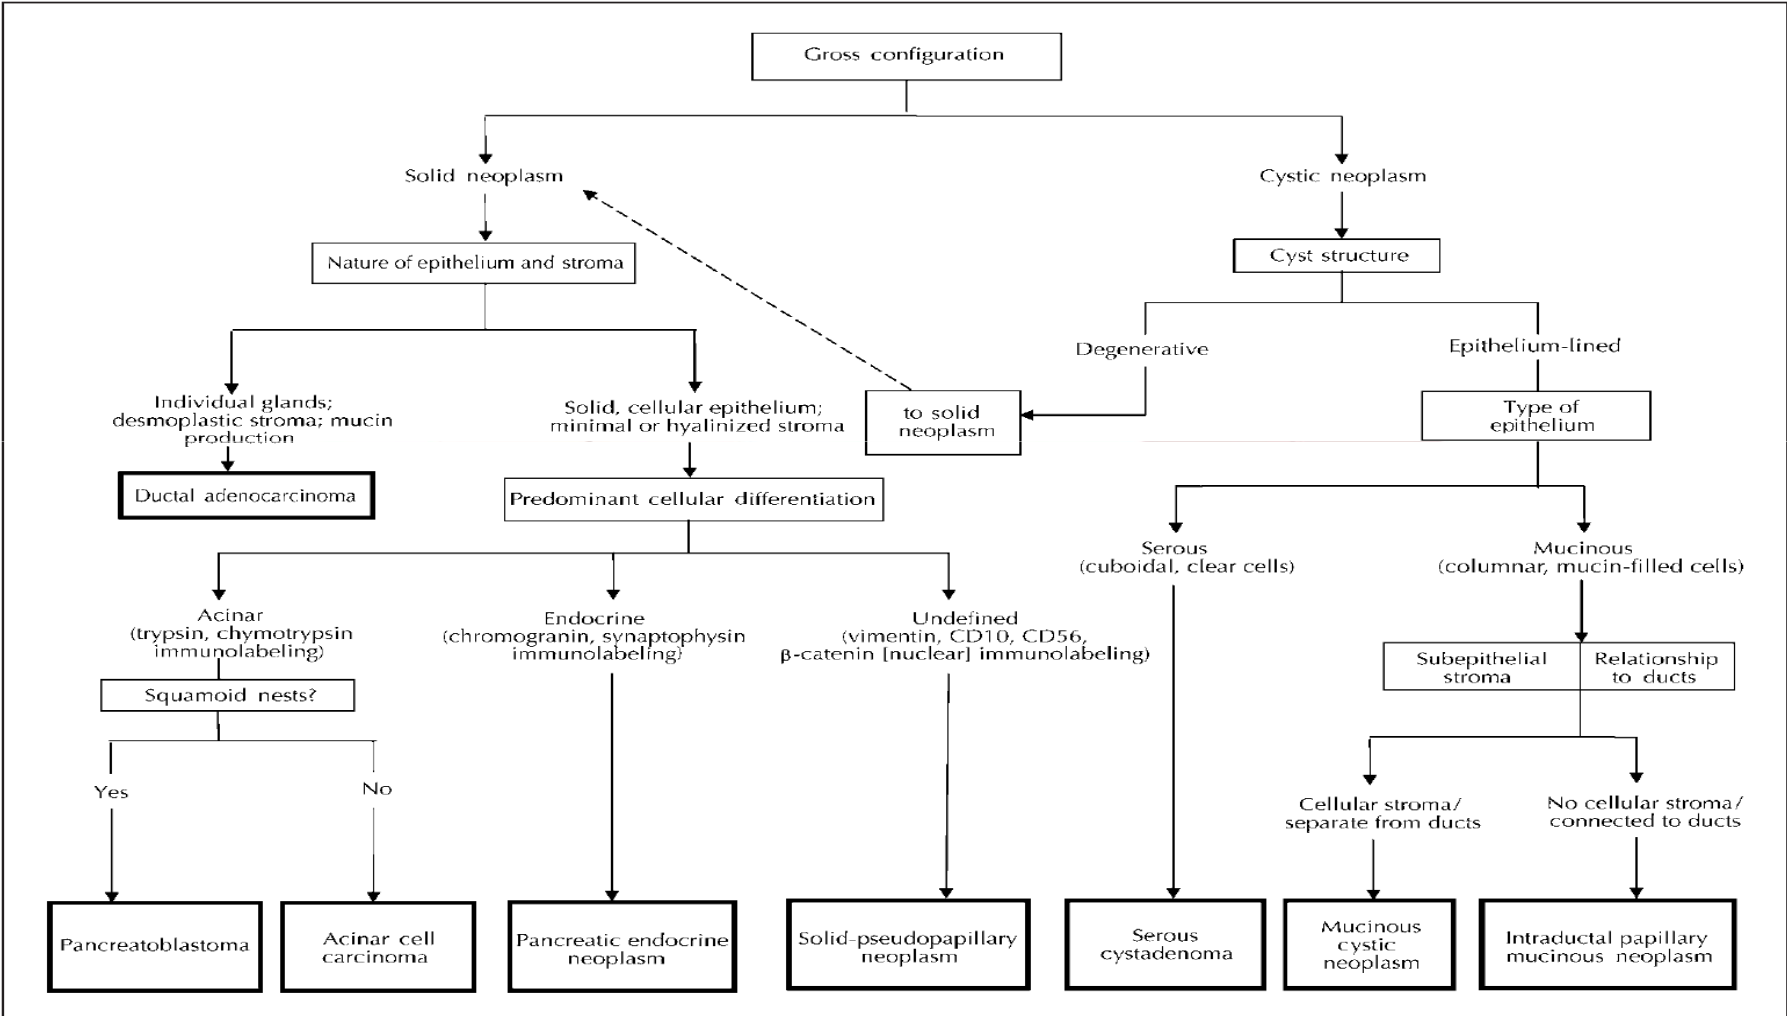 Gross configuration
Solid neoplasm
Cystic neoplasm
Nature of epithelium and stroma
Cyst structure
Degenerative
Epithelium-lined
Individual glands;
desmoplastic stroma; mucin
production
Solid, cellular epithelium;
minimal or hyalinized stroma
to solid
neoplasm
Type of
epithelium
Ductal adenocarcinoma
Predominant cellular differentiation
Serous
(cuboidal, clear cells)
Mucinous
(columnar, mucin-filled cells)
Acinar
(trypsin, chymotrypsin
immunolabeling)
Endocrine
(chromogranin, synaptophysin
immunolabeling)
Undefined
(vimentin, CD10, CD56,
β-catenin [nuclear] immunolabeling)
Subepithelial
stroma
Relationship
to ducts
Squamoid nests?
Yes
No
Cellular stroma/
separate from ducts
No cellular stroma/
connected to ducts
Pancreatoblastoma
Acinar cell
carcinoma
Pancreatic endocrine
neoplasm
Solid-pseudopapillary
neoplasm
Serous
cystadenoma
Mucinous
cystic
neoplasm
Intraductal papillary
mucinous neoplasm